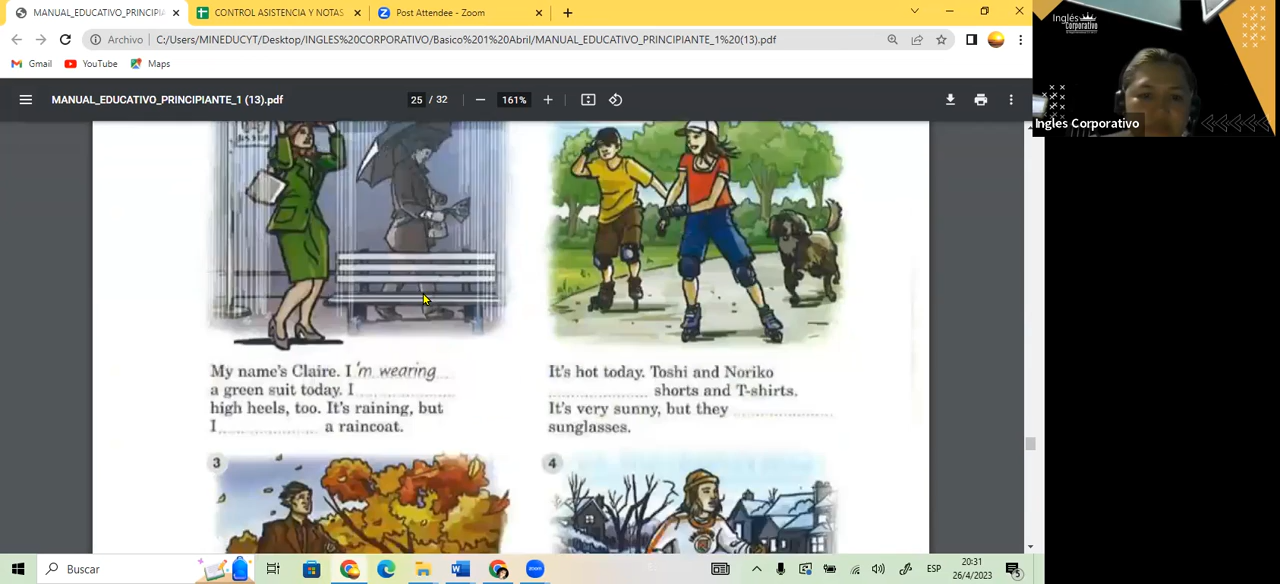 MANUAL_EDUCATIVO_PRINCIPIA
CONTROL ASISTENCIA Y NOTAS
Post Attendee - Zoom
Archivo
C:/Users/MINEDUCYT/Desktop/INGLES%20CORPORATIVO/Basico%201%20Abril/MANUAL_EDUCATIVO_PRINCIPIANTE_1%20(13).pdf
Gmail
YouTube
Maps
MANUAL_EDUCATIVO_PRINCIPIANTE_1 (13).pdf
25 / 32
161%
Inglés
Corporativo
Ingles Corporativo
My name's Claire. I 'm wearing
a green suit today. I
high heels, too. It's raining, but
I a raincoat.
It's hot today. Toshi and Noriko
shorts and T-shirts.
It's very sunny, but they
sunglasses.
3
4
Buscar
ESP
20:31
26/4/2023
5